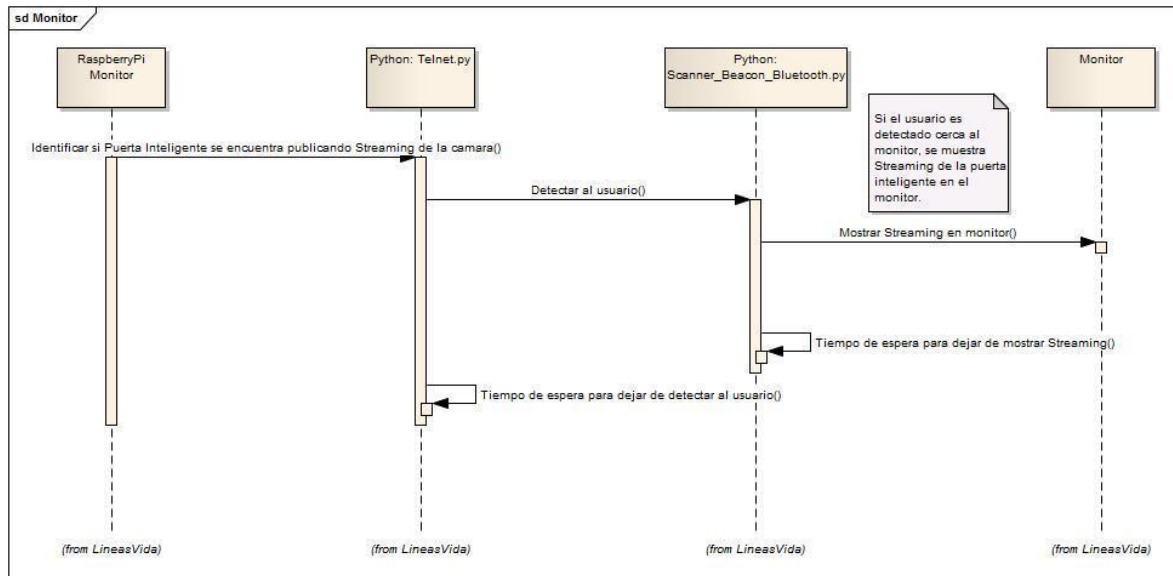 sd Monitor
RaspberryPi
Monitor
Python: Telnet.py
Python:
Scanner_Beacon_Bluetooth.py
Monitor
Si el usuario es
detectado cerca al
monitor, se muestra
Streaming de la puerta
inteligente en el
monitor.
Identificar si Puerta Inteligente se encuentra publicando Streaming de la camara()
Detectar al usuario()
Mostrar Streaming en monitor()
Tiempo de espera para dejar de mostrar Streaming()
Tiempo de espera para dejar de detectar al usuario()
(from LineasVida)
(from LineasVida)
(from LineasVida)
(from LineasVida)